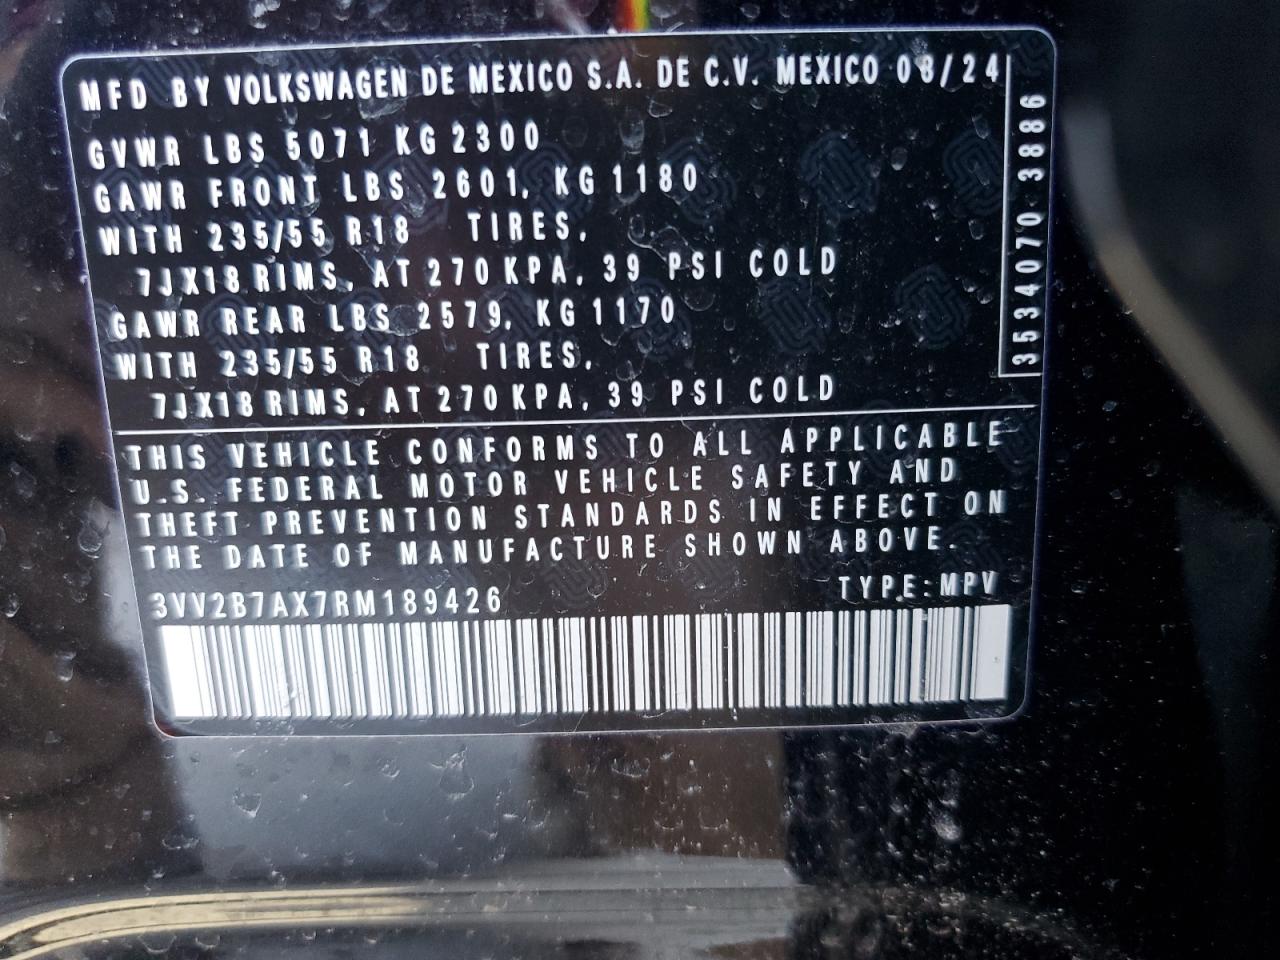 MFD BY VOLKSWAGEN DE MEXICO S.A. DE C.V. MEXICO 08/24
GVWR LBS 5071 KG 2300
GAWR FRONT LBS 2601, KG 1180
WITH 235/55 R18 TIRES,
7JX18 RIMS, AT 270 KPA, 39 PSI COLD
GAWR REAR LBS 2579, KG 1170
WITH 235/55 R18 TIRES,
7JX18 RIMS, AT 270 KPA, 39 PSI COLD
3534070 3886
THIS VEHICLE CONFORMS TO ALL APPLICABLE
U.S. FEDERAL MOTOR VEHICLE SAFETY AND
THEFT PREVENTION STANDARDS IN EFFECT ON
THE DATE OF MANUFACTURE SHOWN ABOVE.
3VV2B7AX7RM189426 TYPE: MPV